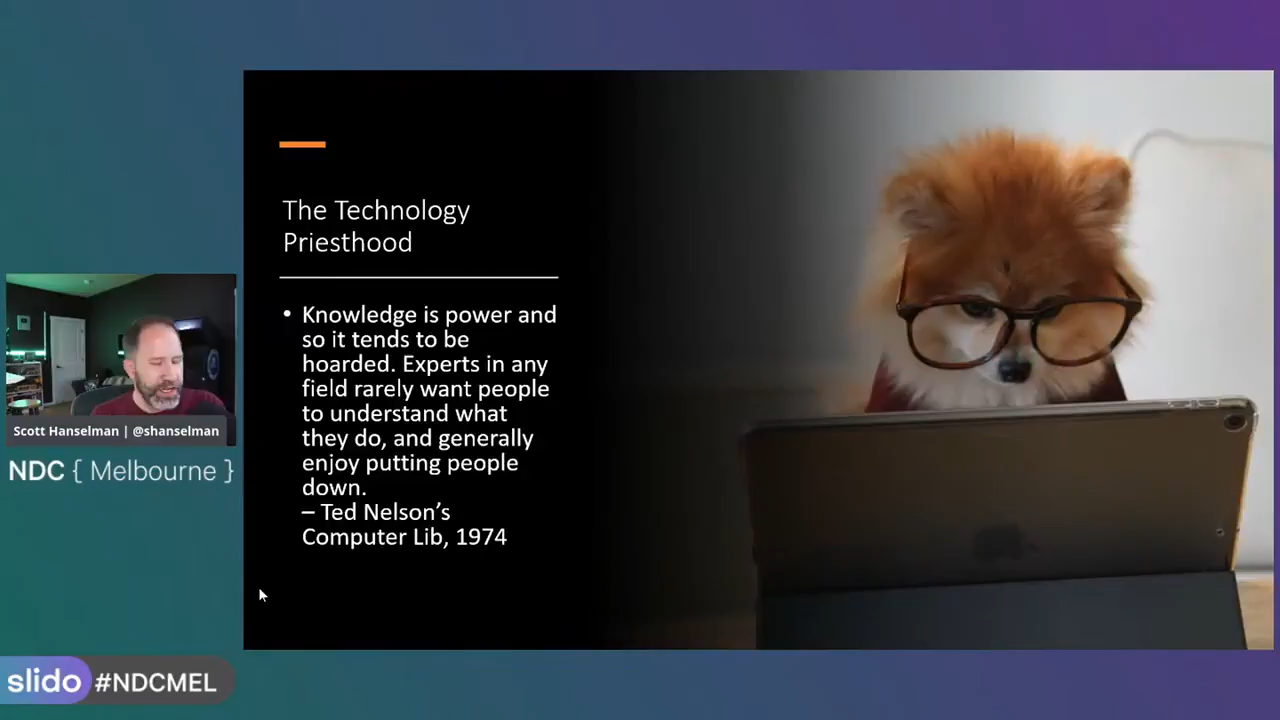 The Technology
Priesthood
• Knowledge is power and
so it tends to be
hoarded. Experts in any
field rarely want people
to understand what
they do, and generally
enjoy putting people
down.
– Ted Nelson’s
Computer Lib, 1974
Scott Hanselman | @shanselman
NDC { Melbourne }
slido #NDCMEL